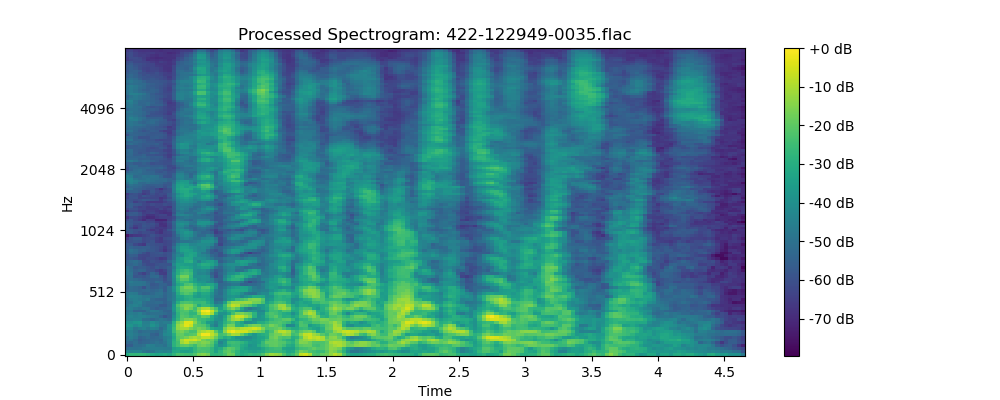 Processed Spectrogram: 422-122949-0035.flac
Hz
4096
2048
1024
512
0
0 0.5 1 1.5 2 2.5 3 3.5 4 4.5
Time
+0 dB
-10 dB
-20 dB
-30 dB
-40 dB
-50 dB
-60 dB
-70 dB